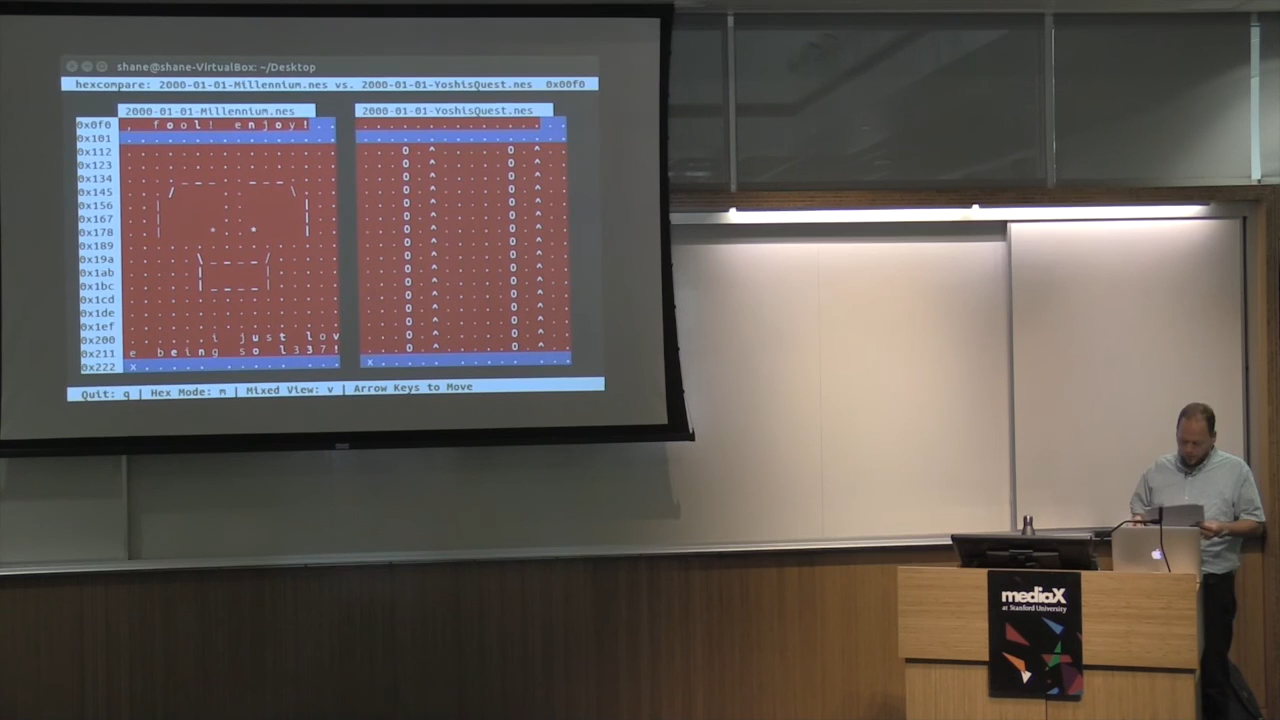 shane@shane-VirtualBox: ~/Desktop
hexcompare: 2000-01-01-Millennium.nes vs. 2000-01-01-YoshisQuest.nes 0x00f0
2000-01-01-Millennium.nes 2000-01-01-YoshisQuest.nes
0x0f0 , fool! enjoy!. . . . . . . . . . . . . . . . .
0x101 . . . . . . . . . . . . . . . .
0x112 . . . O . ^ . . . . . O . ^ . .
0x123 . . . O . ^ . . . . . O . ^ . .
0x134 . . . O . ^ . . . . . O . ^ . .
0x145 . . . / - - - - . . - - - - \ . . . . . O . ^ . . . . . O . ^ . .
0x156 . . | . . | . . . . . O . ^ . . . . . O . ^ . .
0x167 . . | . . | . . . . . O . ^ . . . . . O . ^ . .
0x178 . . | * . * | . . . . . O . ^ . . . . . O . ^ . .
0x189 . . . O . ^ . . . . . O . ^ . .
0x19a . . . \ - - - - / . . . . . O . ^ . . . . . O . ^ . .
0x1ab . . . | | . . . . . O . ^ . . . . . O . ^ . .
0x1bc . . . | - - - - | . . . . . O . ^ . . . . . O . ^ . .
0x1cd . . . O . ^ . . . . . O . ^ . .
0x1de . . . O . ^ . . . . . O . ^ . .
0x1ef . . . O . ^ . . . . . O . ^ . .
0x200 . . . . . . . i just lov . . . O . ^ . . . . . O . ^ . .
0x211 e being so l337! . . . O . ^ . . . . . O . ^ . .
0x222 x . . . . . . . . . . . x . . . . . . . . . .
Quit: q | Hex Mode: m | Mixed View: v | Arrow Keys to Move
mediaX
at Stanford University